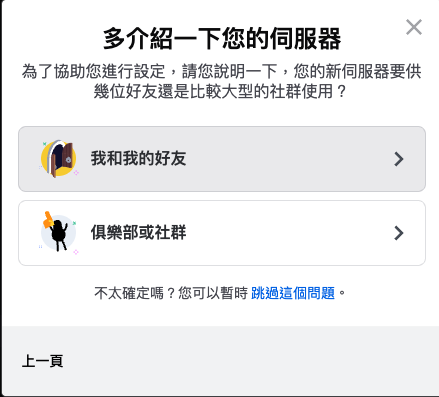 多介紹一下您的伺服器
為了協助您進行設定，請您說明一下，您的新伺服器要供
幾位好友還是比較大型的社群使用？
我和我的好友
俱樂部或社群
不太確定嗎？您可以暫時 跳過這個問題。
上一頁